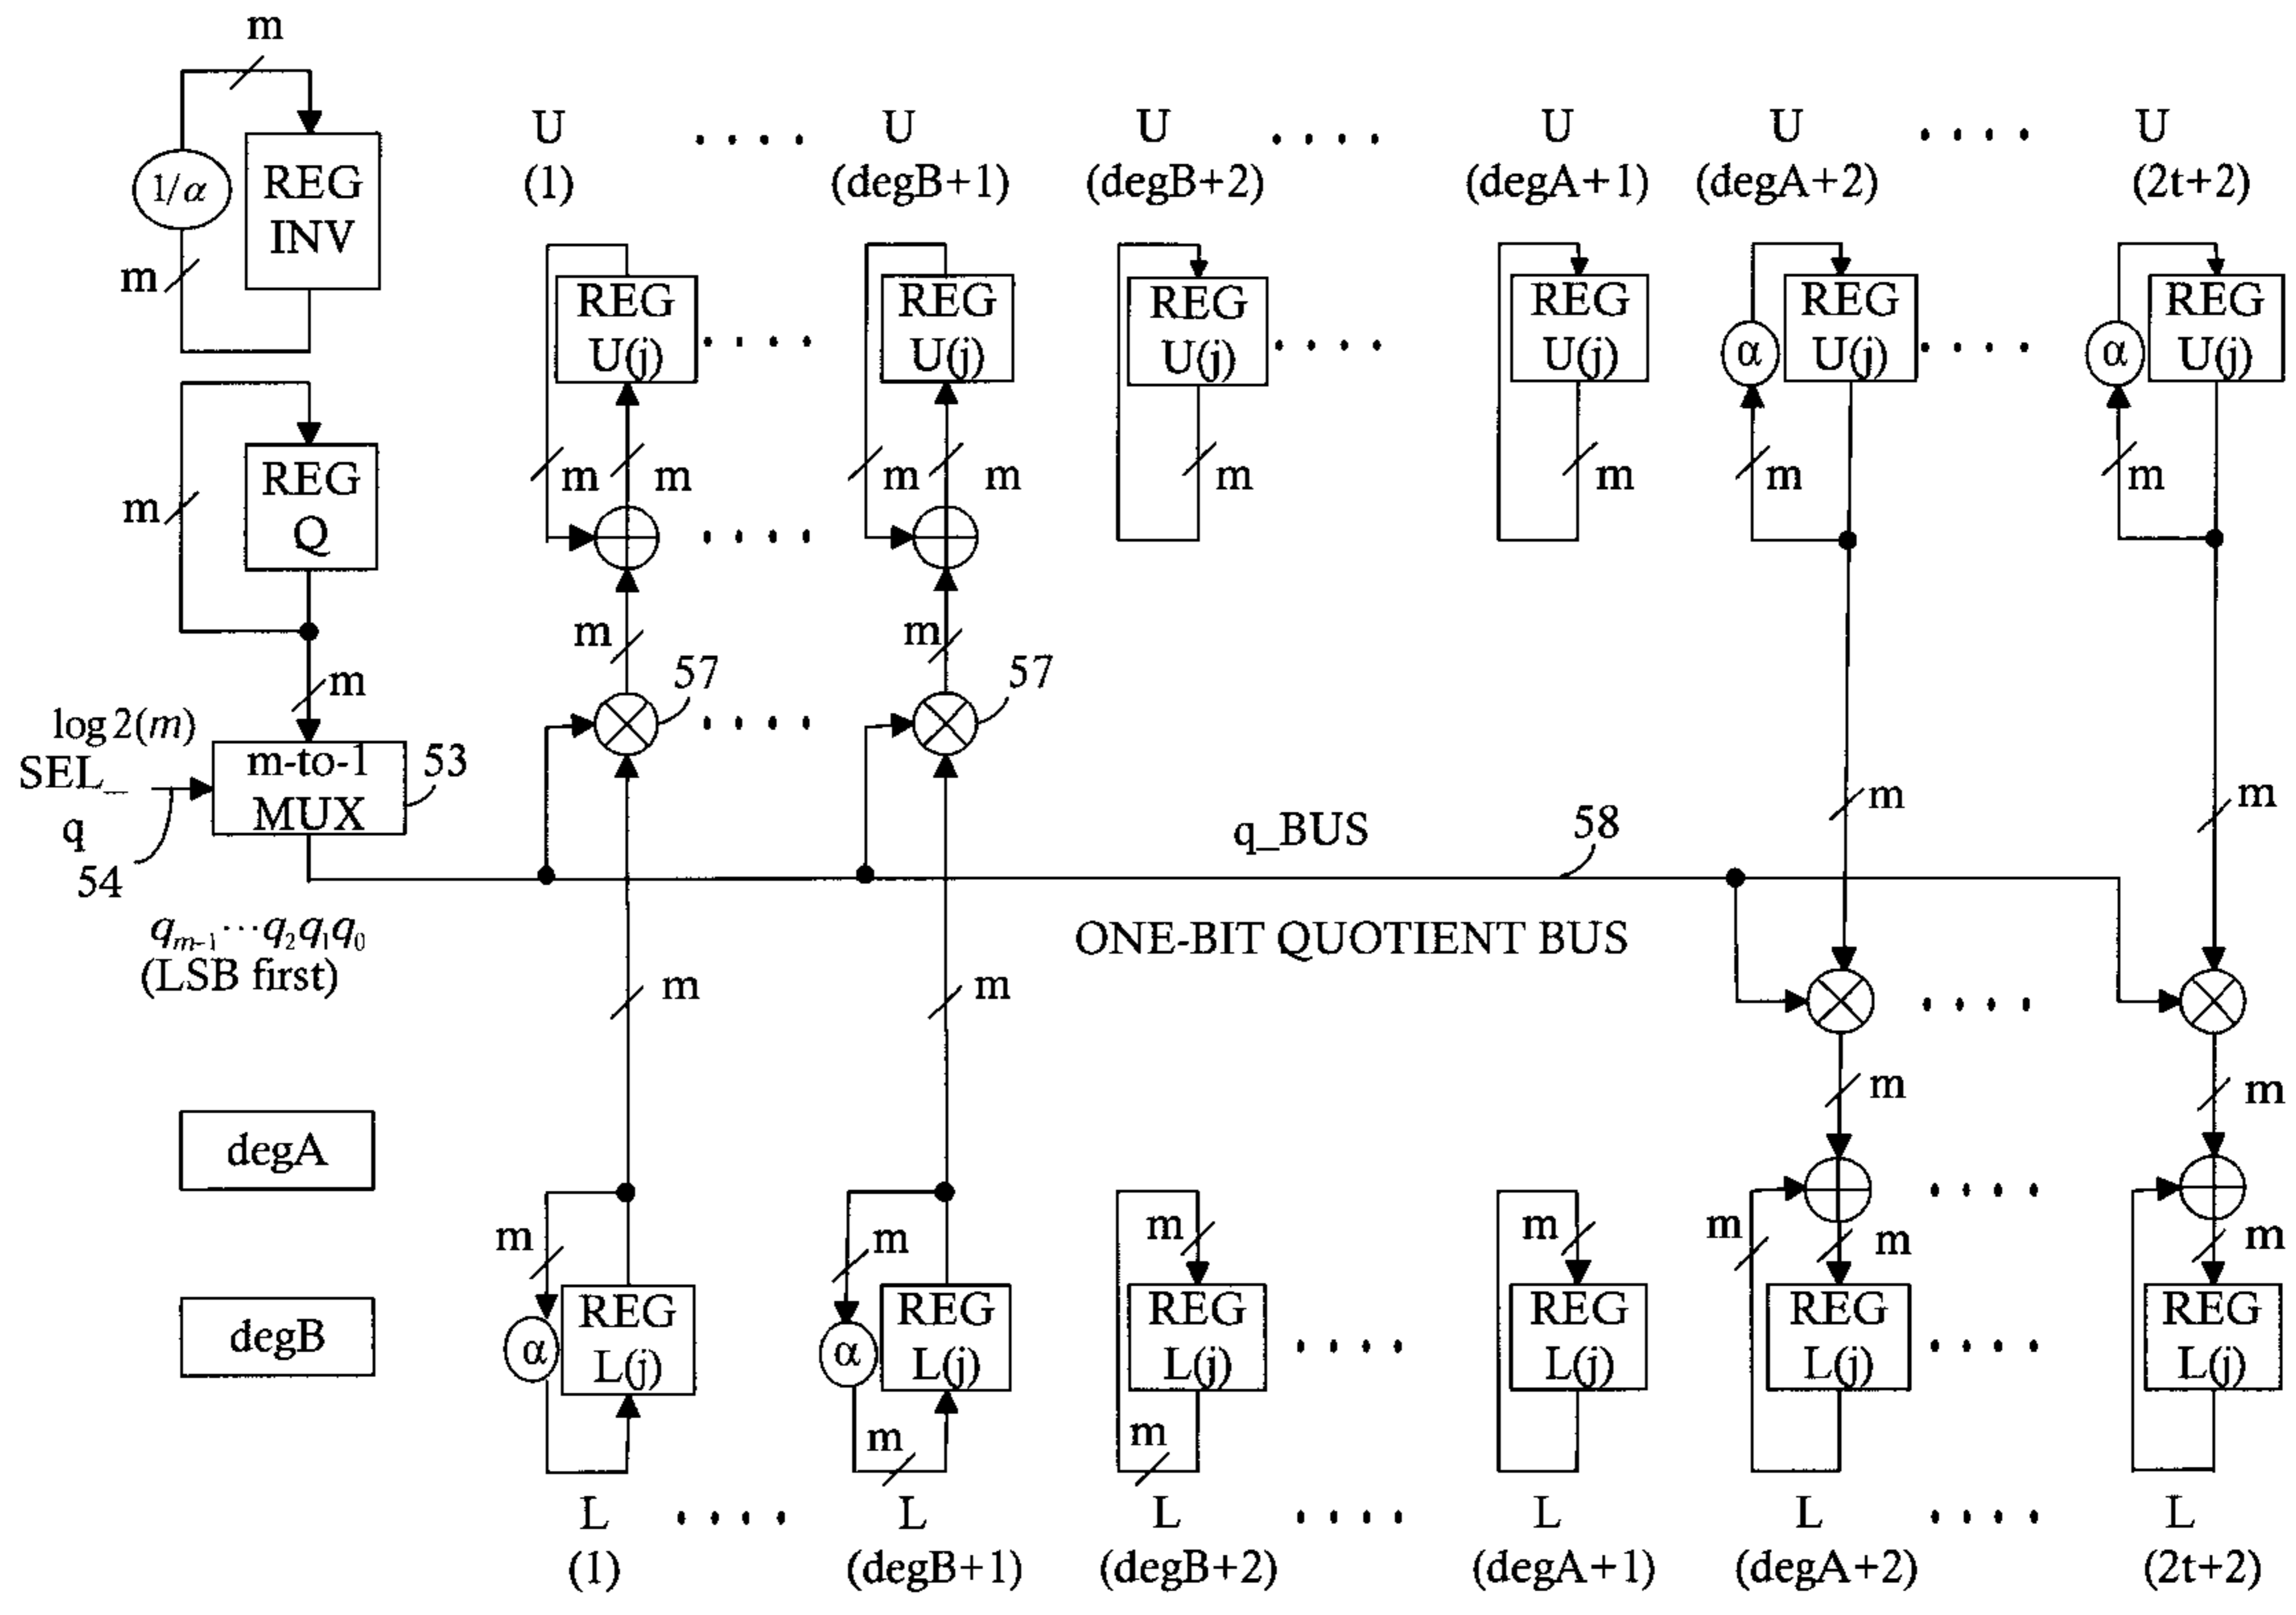 m
U
U
U
U
U
U
(1)
(degB+1)
(degB+2)
(degA+1)
(degA+2)
(2t+2)
1/α
REG
INV
m
REG
U(j)
REG
U(j)
REG
U(j)
REG
U(j)
α
REG
U(j)
α
REG
U(j)
m
REG
Q
m
m
m
m
m
m
m
m
m
m
m
57
57
log2(m)
SEL_
q
54
m-to-1
MUX
53
m
m
q_BUS
58
q_{m-1}···q_2q_1q_0
(LSB first)
ONE-BIT QUOTIENT BUS
m
m
m
m
degA
m
m
m
m
m
m
m
m
degB
α
REG
L(j)
α
REG
L(j)
REG
L(j)
REG
L(j)
REG
L(j)
REG
L(j)
m
m
L
L
L
L
L
L
(1)
(degB+1)
(degB+2)
(degA+1)
(degA+2)
(2t+2)